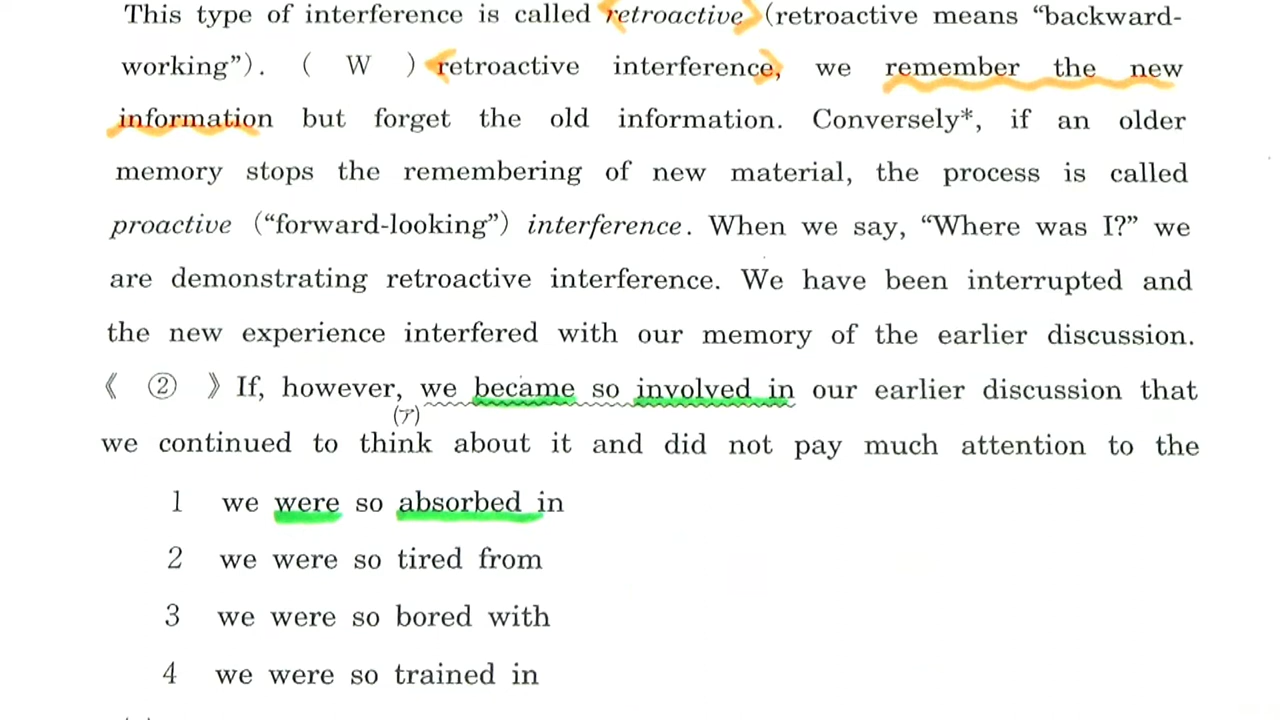 This type of interference is called retroactive (retroactive means “backward-
working”). ( W ) retroactive interference, we remember the new
information but forget the old information. Conversely*, if an older
memory stops the remembering of new material, the process is called
proactive (“forward-looking”) interference. When we say, “Where was I?” we
are demonstrating retroactive interference. We have been interrupted and
the new experience interfered with our memory of the earlier discussion.
《 ② 》 If, however, we became so involved in our earlier discussion that
(ア)
we continued to think about it and did not pay much attention to the
1 we were so absorbed in
2 we were so tired from
3 we were so bored with
4 we were so trained in